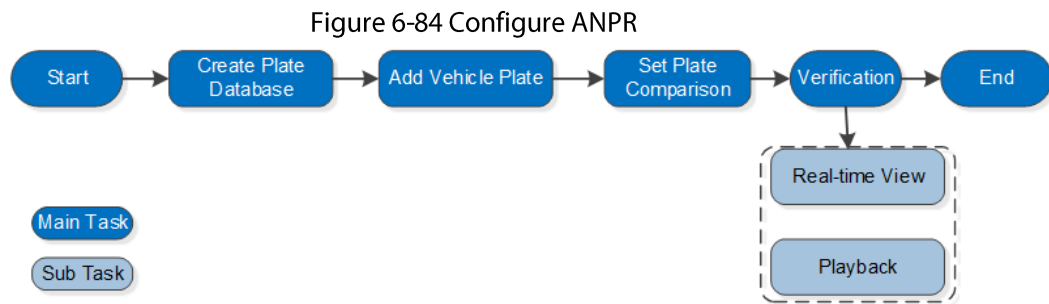 Figure 6-84 Configure ANPR
Start
Create Plate
Database
Add Vehicle Plate
Set Plate
Comparison
Verification
End
Real-time View
Main Task
Sub Task
Playback